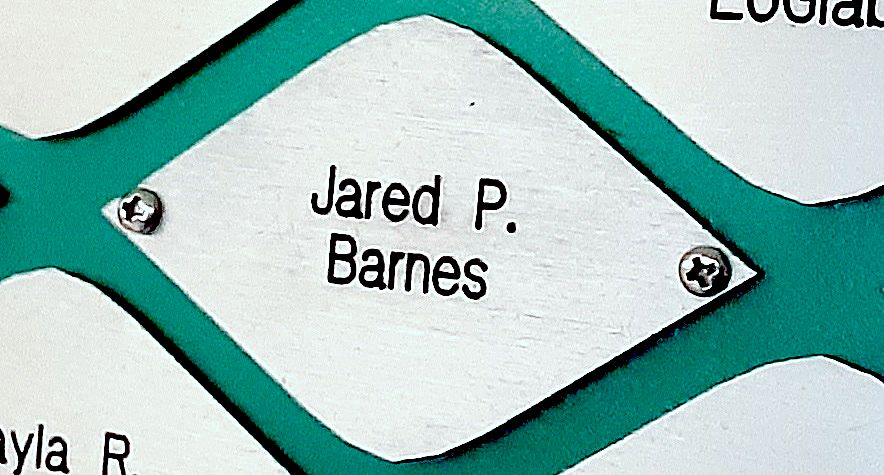 Jared P.
Barnes
R.